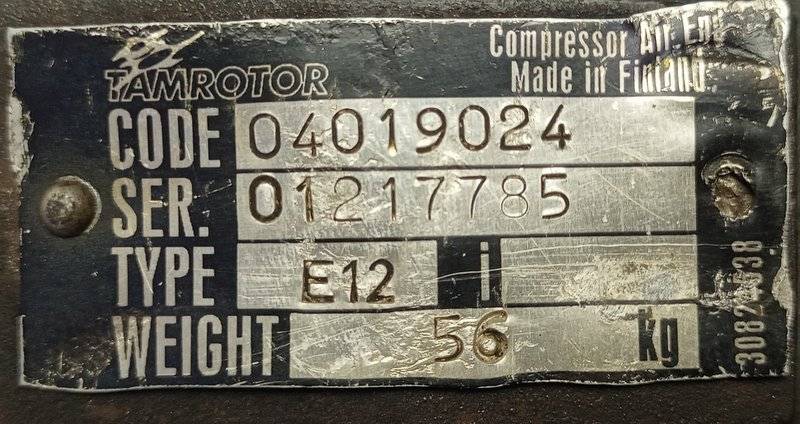 TAMROTOR
Compressor Air End
Made in Finland
CODE 04019024
SER. 01217785
TYPE E12 i
WEIGHT 56 kg